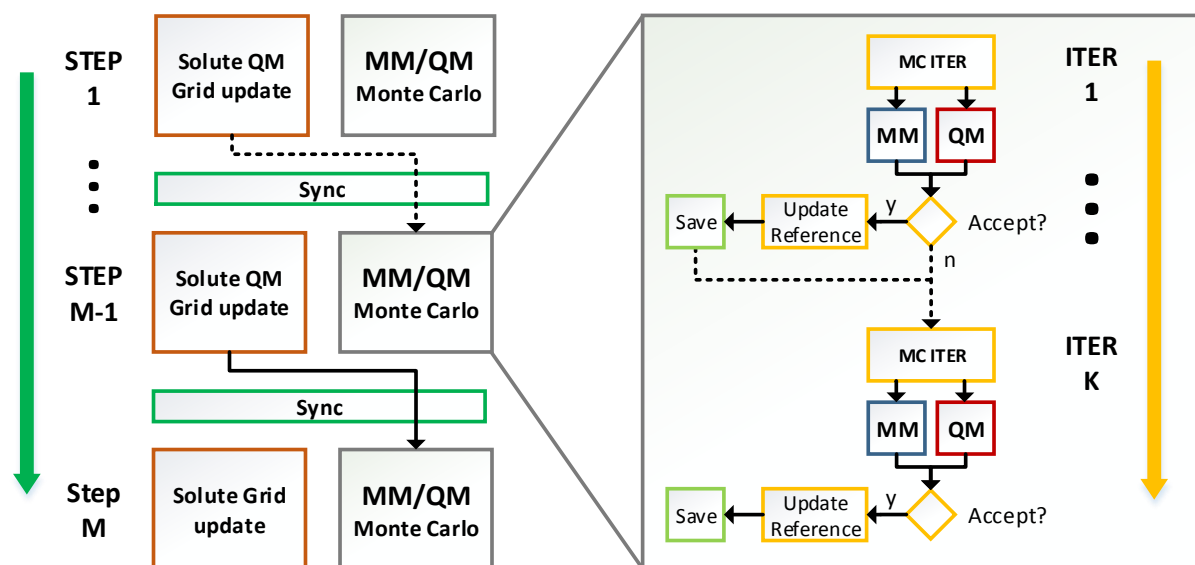 STEP
1
Solute QM
Grid update
MM/QM
Monte Carlo
Sync
STEP
M-1
Solute QM
Grid update
MM/QM
Monte Carlo
Sync
Step
M
Solute Grid
update
MM/QM
Monte Carlo
MC ITER
ITER
1
MM
QM
Save
Update
Reference
y
Accept?
n
MC ITER
ITER
K
MM
QM
Save
Update
Reference
y
Accept?